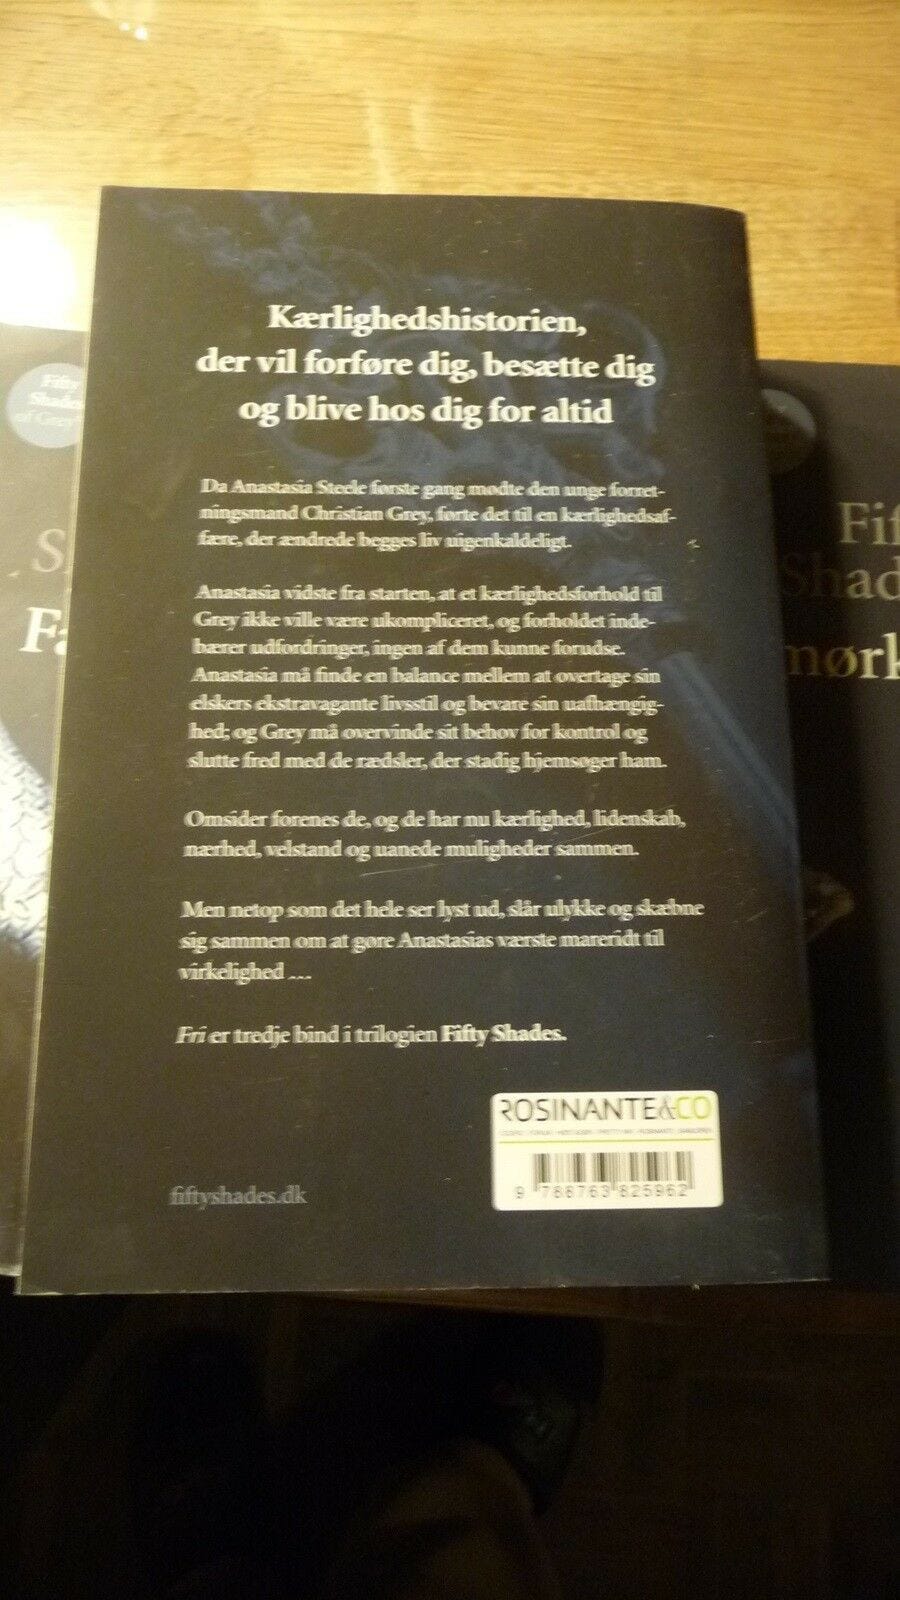 Kærlighedshistorien,
der vil forføre dig, besætte dig
og blive hos dig for altid
Da Anastasia Steele første gang mødte den unge forret-
ningsmand Christian Grey, førte det til en kærlighedsaf-
fære, der ændrede begges liv uigenkaldeligt.
Anastasia vidste fra starten, at et kærlighedsforhold til
Grey ikke ville være ukompliceret, og forholdet inde-
bærer udfordringer, ingen af dem kunne forudse.
Anastasia må finde en balance mellem at overtage sin
elskers ekstravagante livsstil og bevare sin uafhængig-
hed; og Grey må overvinde sit behov for kontrol og
slutte fred med de rædsler, der stadig hjemsøger ham.
Omsider forenes de, og de har nu kærlighed, lidenskab,
nærhed, velstand og uanede muligheder sammen.
Men netop som det hele ser lyst ud, slår ulykke og skæbne
sig sammen om at gøre Anastasias værste mareridt til
virkelighed ...
Fri er tredje bind i trilogien Fifty Shades.
ROSINANTE&CO
9 788763 825962
fiftyshades.dk
Fifty
Shades
of Grey
S
Fa
Fif
Shad
mørk